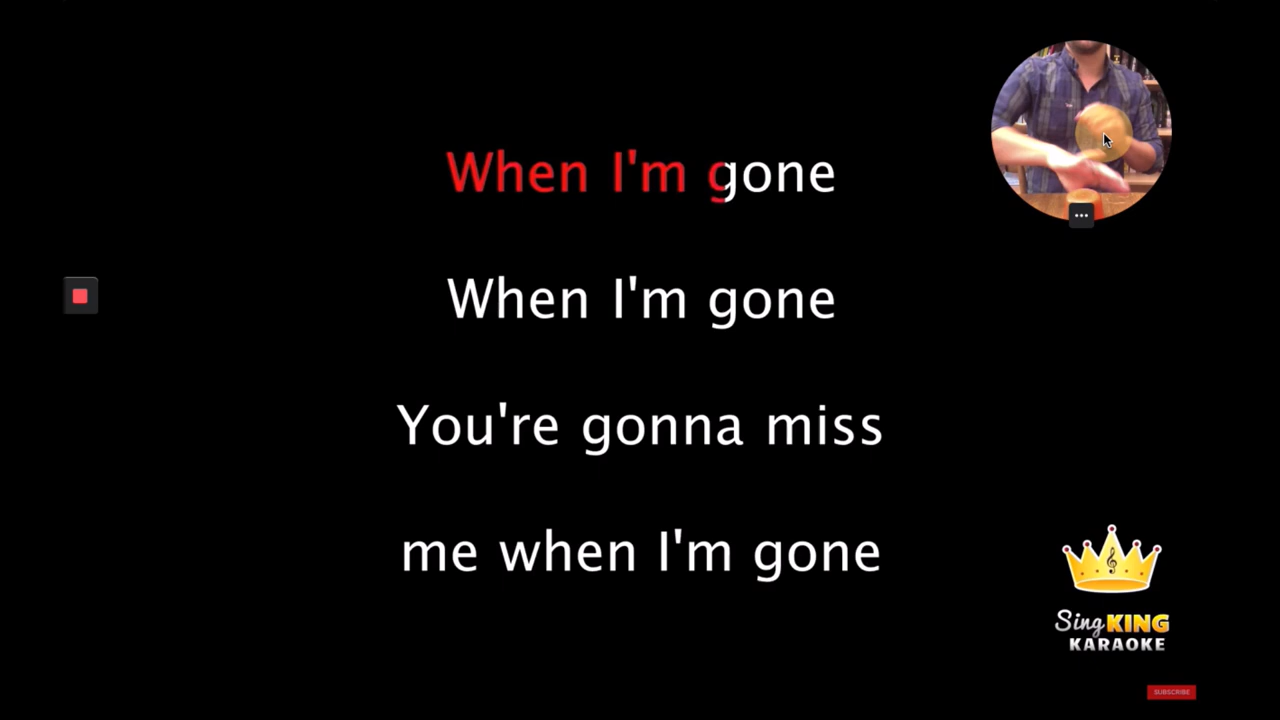 When I'm gone
When I'm gone
You're gonna miss
me when I'm gone
Sing KING
KARAOKE
SUBSCRIBE